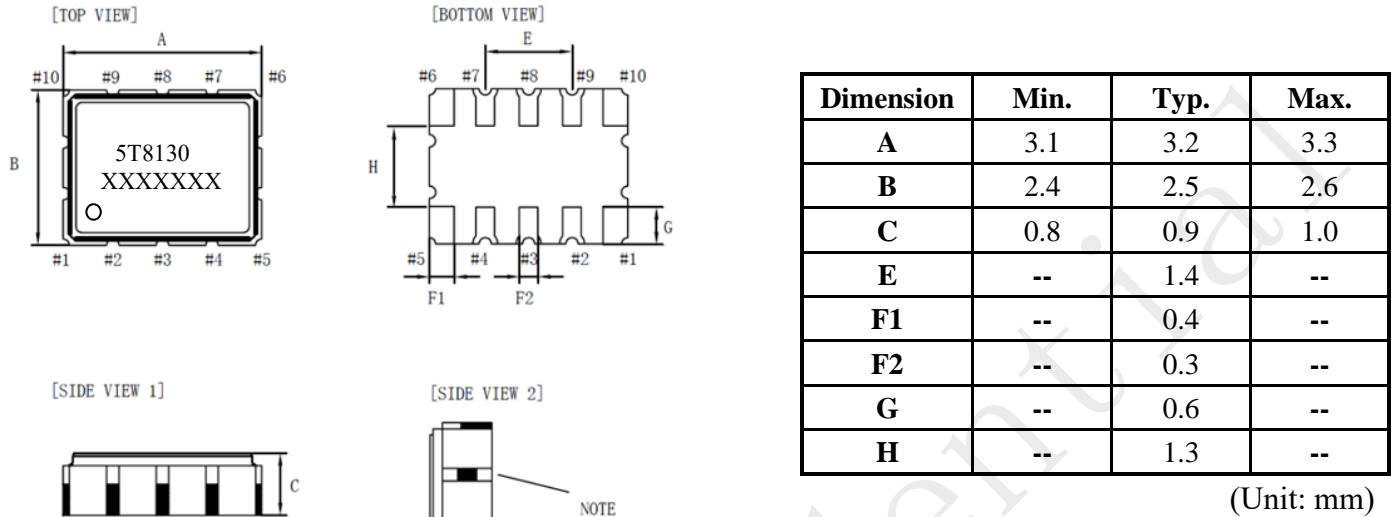 [TOP VIEW]
A
#10 #9 #8 #7 #6
B
5T8130
XXXXXXX
#1 #2 #3 #4 #5
[BOTTOM VIEW]
E
#6 #7 #8 #9 #10
H
G
#5 #4 #3 #2 #1
F1 F2
[SIDE VIEW 1]
C
[SIDE VIEW 2]
NOTE
Dimension Min. Typ. Max.
A 3.1 3.2 3.3
B 2.4 2.5 2.6
C 0.8 0.9 1.0
E -- 1.4 --
F1 -- 0.4 --
F2 -- 0.3 --
G -- 0.6 --
H -- 1.3 --
(Unit: mm)
ential